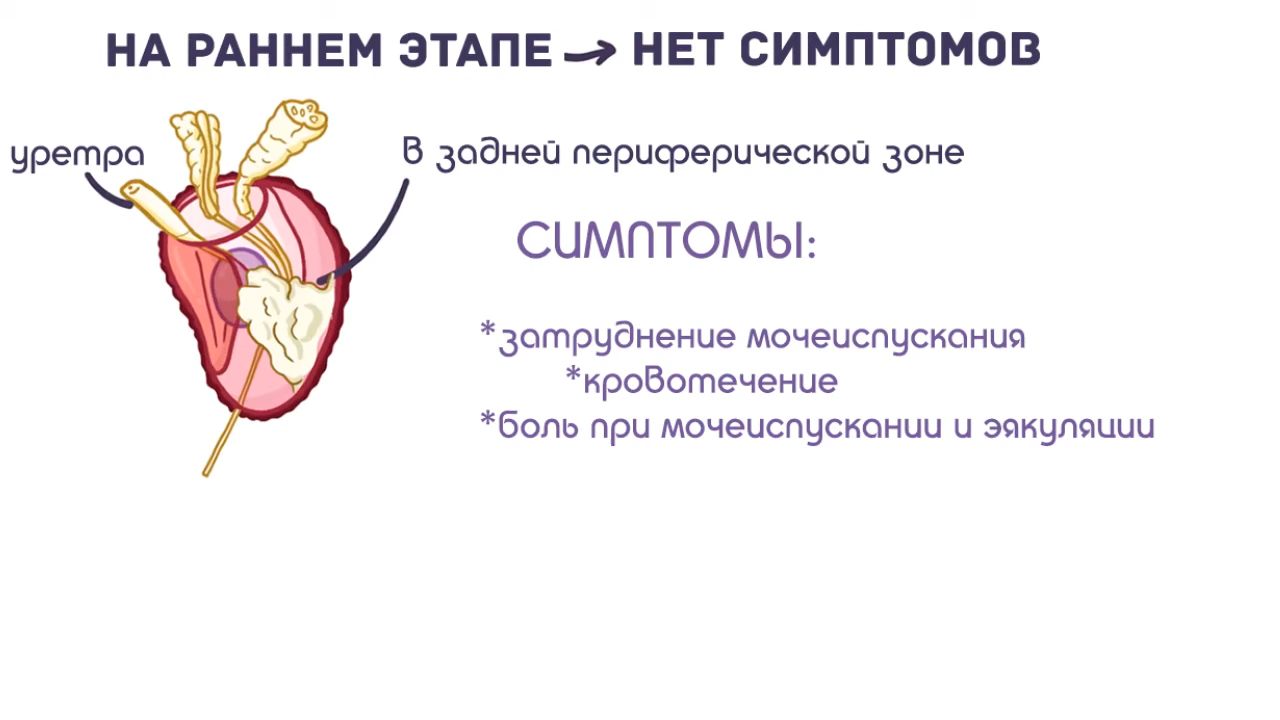 НА РАННЕМ ЭТАПЕ → НЕТ СИМПТОМОВ
уретра
в задней периферической зоне
СИМПТОМЫ:
*затруднение мочеиспускания
*кровотечение
*боль при мочеиспускании и эякуляции